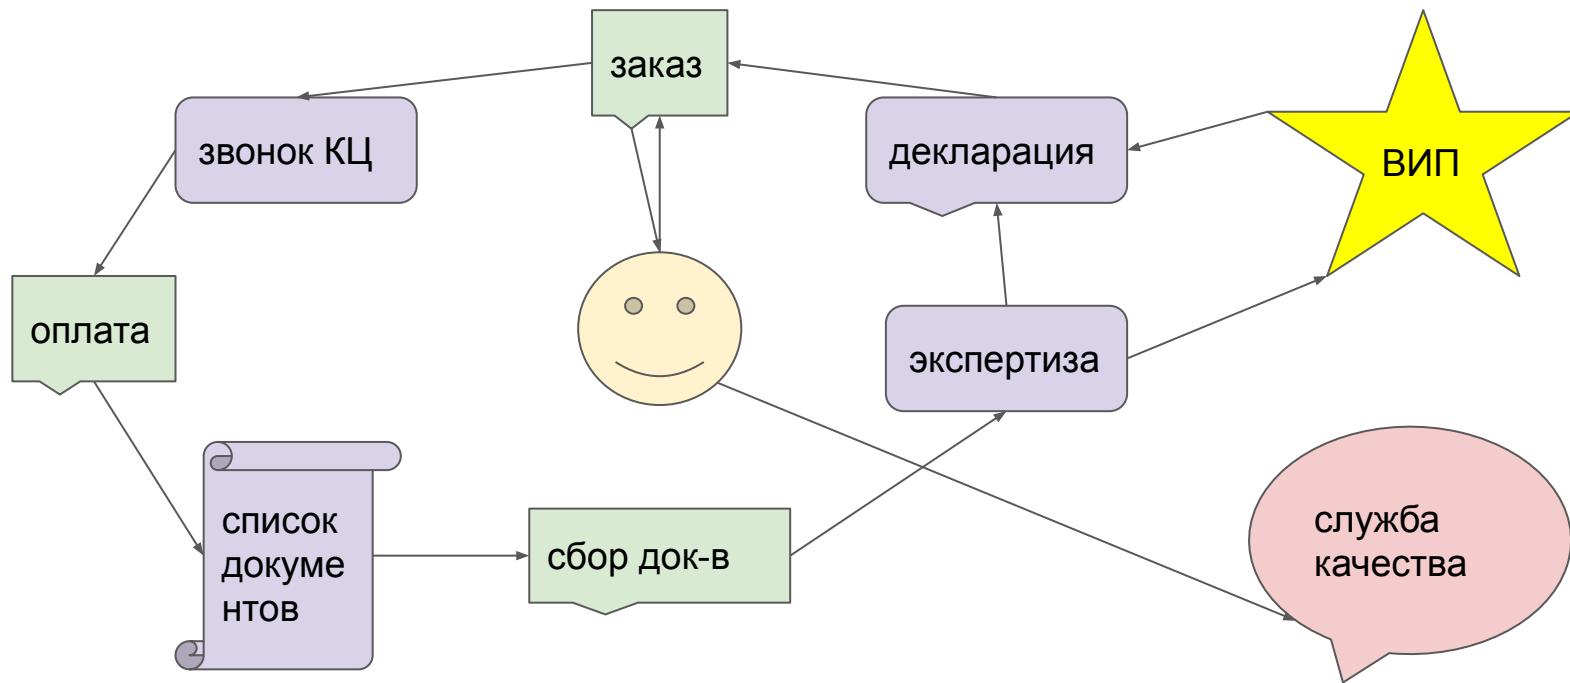 заказ
звонок КЦ
декларация
ВИП
оплата
экспертиза
список
докуме
нтов
сбор док-в
служба
качества